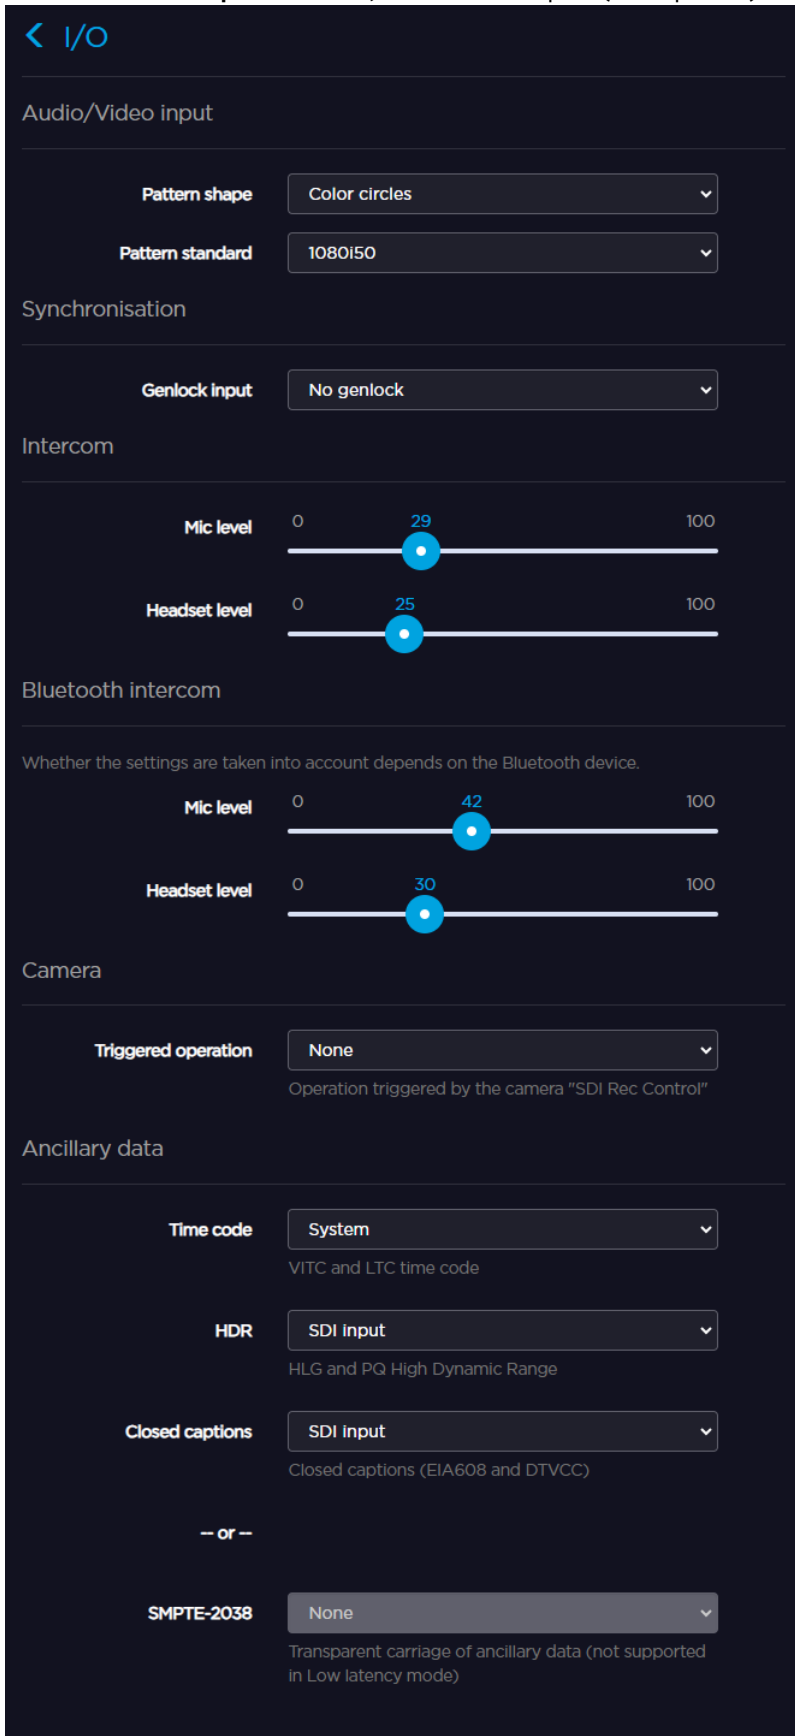 I/O
Audio/Video input
Pattern shape Color circles
Pattern standard 1080i50
Synchronisation
Genlock input No genlock
Intercom
0 29 100
Mic level
0 25 100
Headset level
Bluetooth intercom
Whether the settings are taken into account depends on the Bluetooth device.
0 42 100
Mic level
0 30 100
Headset level
Camera
Triggered operation None
Operation triggered by the camera "SDI Rec Control"
Ancillary data
Time code System
VITC and LTC time code
HDR SDI input
HLG and PQ High Dynamic Range
Closed captions SDI input
Closed captions (EIA608 and DTVCC)
-- or --
SMPTE-2038 None
Transparent carriage of ancillary data (not supported
in Low latency mode)